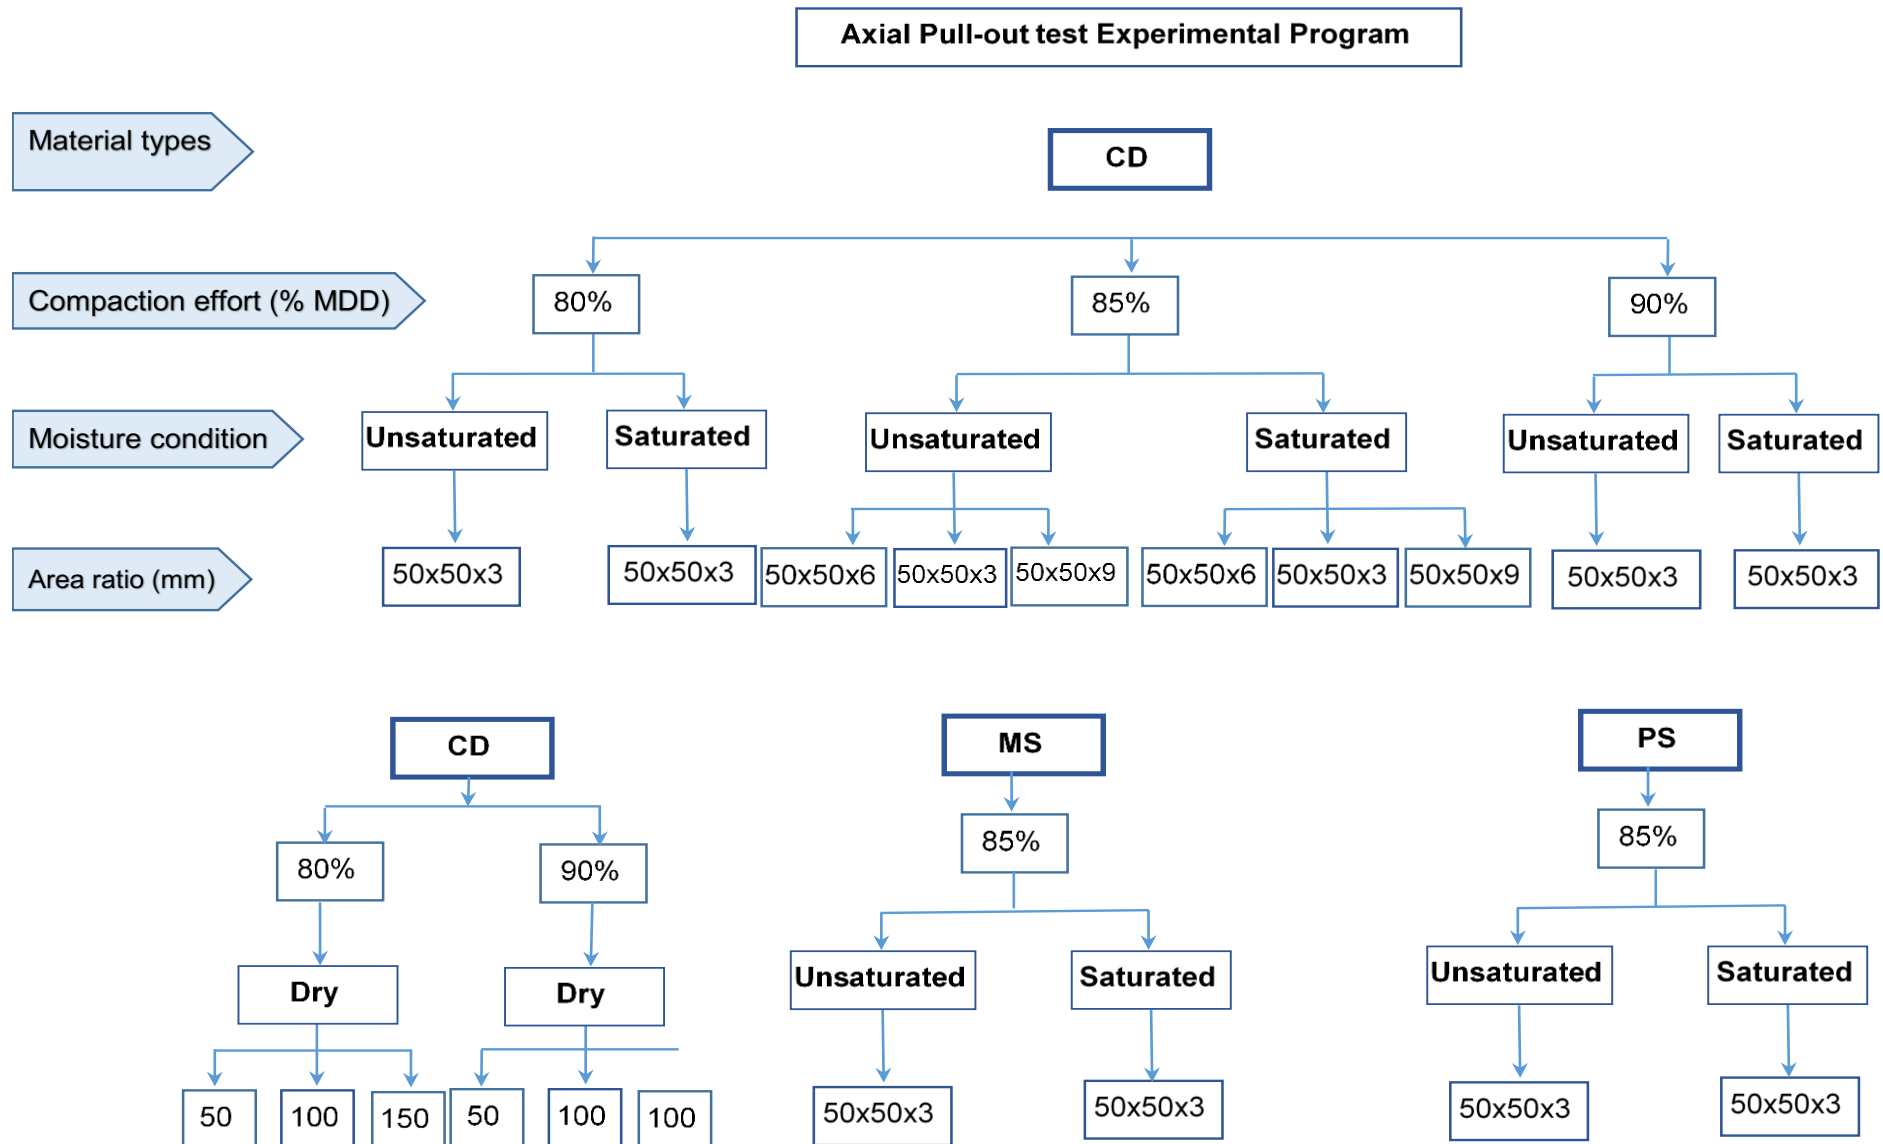 Axial Pull-out test Experimental Program
Material types
CD
Compaction effort (% MDD)
80%
85%
90%
Moisture condition
Unsaturated
Saturated
Unsaturated
Saturated
Unsaturated
Saturated
Area ratio (mm)
50x50x3
50x50x3
50x50x6
50x50x3
50x50x9
50x50x6
50x50x3
50x50x9
50x50x3
50x50x3
CD
MS
PS
80%
90%
85%
85%
Dry
Dry
Unsaturated
Saturated
Unsaturated
Saturated
50
100
150
50
100
100
50x50x3
50x50x3
50x50x3
50x50x3